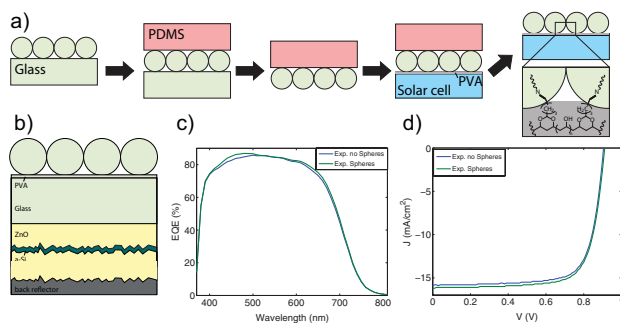 a)
Glass
PDMS
PVA
Solar cell
N
N
OH
b)
PVA
Glass
ZnO
a-Si
back reflector
c)
Exp. no Spheres
Exp. Spheres
80
60
40
20
0
EQE (%)
400 500 600 700 800
Wavelength (nm)
d)
Exp. no Spheres
Exp. Spheres
0
−5
−10
−15
J (mA/cm²)
0 0.2 0.4 0.6 0.8 1
V (V)